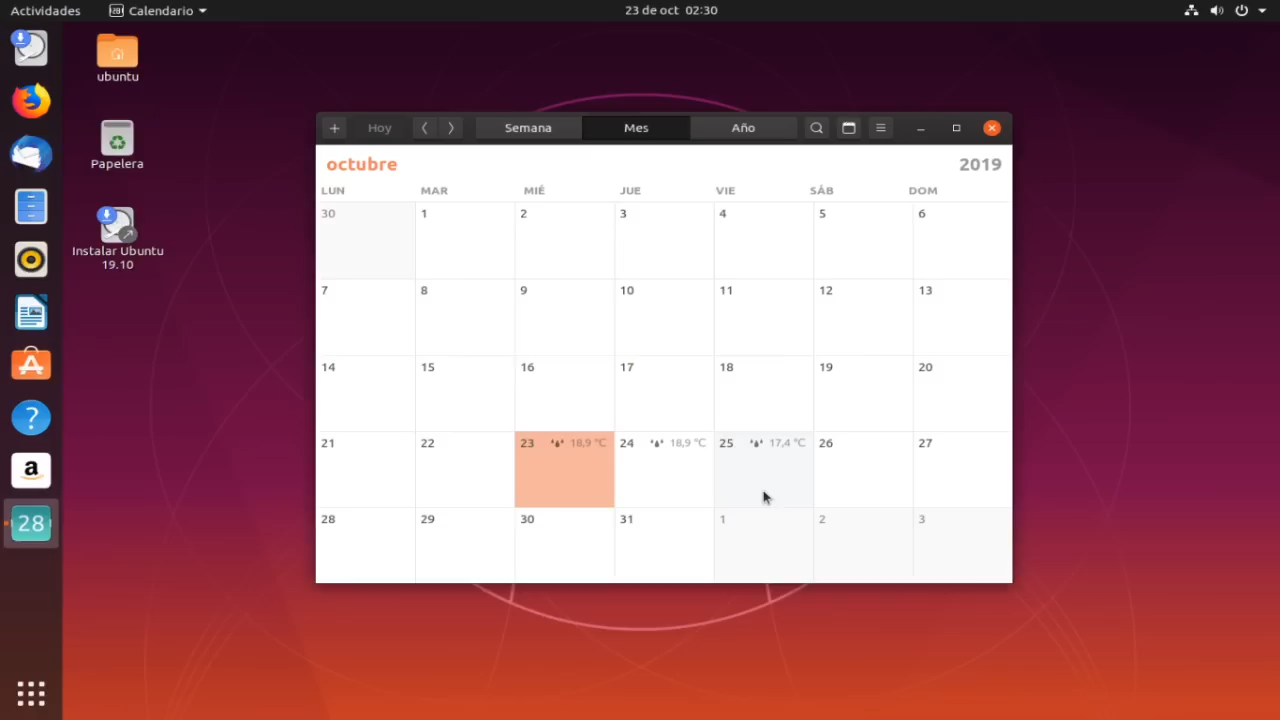 Actividades
Calendario
23 de oct 02:30
ubuntu
Papelera
Instalar Ubuntu
19.10
a
28
+ Hoy Semana Mes Año
octubre 2019
LUN MAR MIÉ JUE VIE SÁB DOM
30 1 2 3 4 5 6
7 8 9 10 11 12 13
14 15 16 17 18 19 20
21 22 23 18,9 °C 24 18,9 °C 25 17,4 °C 26 27
28 29 30 31 1 2 3